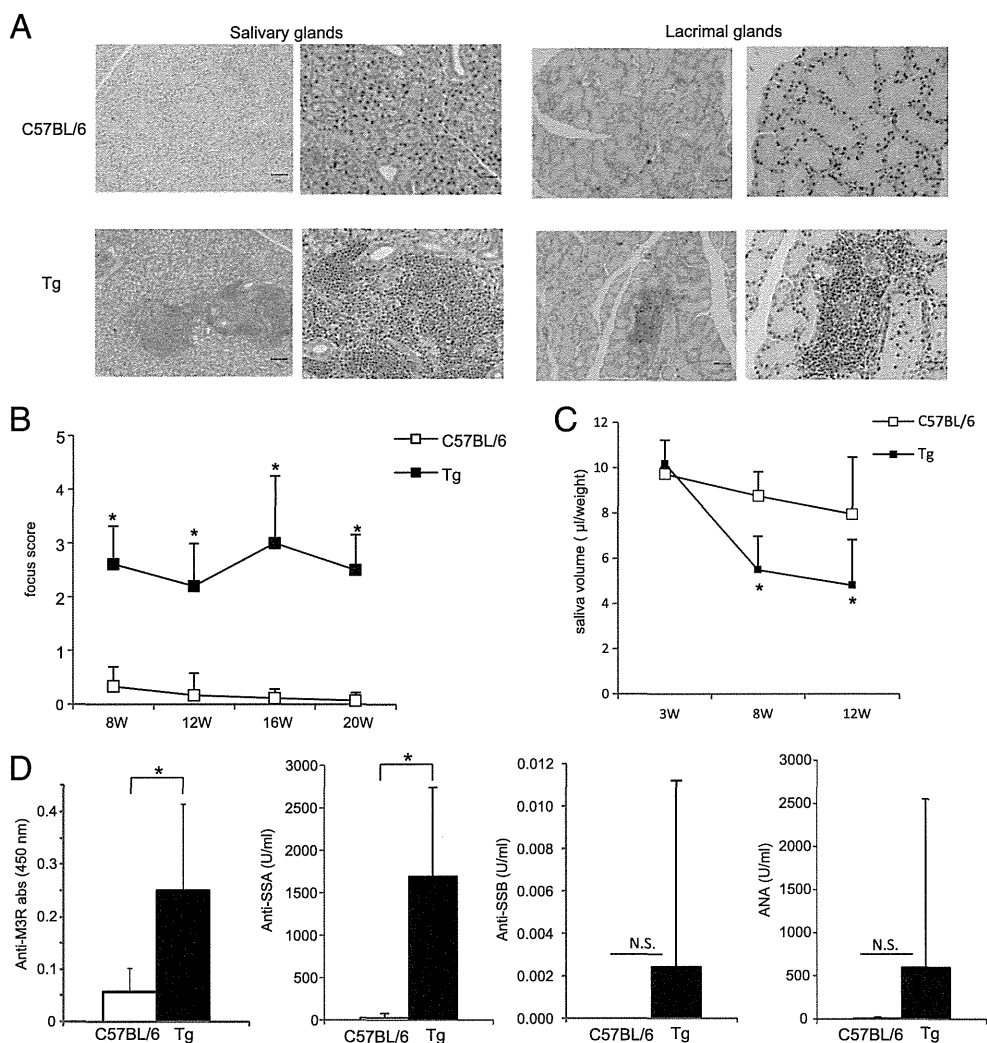 A
Salivary glands
Lacrimal glands
C57BL/6
Tg
B
focus score
5
4
3
2
1
0
8W
12W
16W
20W
C57BL/6
Tg
*
*
*
*
C
saliva volume ( µl/weight)
12
10
8
6
4
2
0
3W
8W
12W
C57BL/6
Tg
*
*
D
Anti-M3R abs (450 nm)
0.4
0.3
0.2
0.1
0
*
C57BL/6
Tg
Anti-SSA (U/ml)
3000
2500
2000
1500
1000
500
0
*
C57BL/6
Tg
Anti-SSB (U/ml)
0.012
0.010
0.008
0.006
0.004
0.002
0.000
N.S.
C57BL/6
Tg
ANA (U/ml)
3000
2500
2000
1500
1000
500
0
N.S.
C57BL/6
Tg